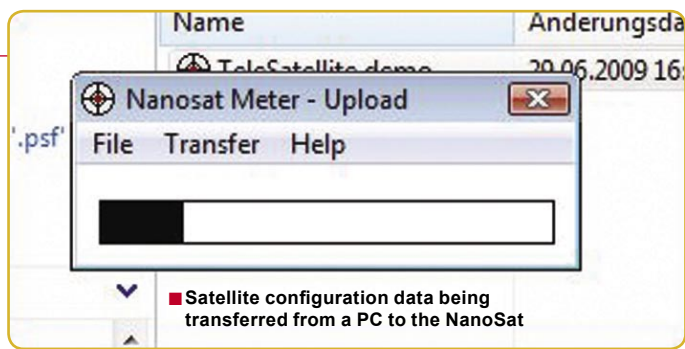 Name
Änderungsda
TeleSatellite demo
29.06.2009 16:
Nanosat Meter - Upload
'.psf'
File Transfer Help
Satellite configuration data being
transferred from a PC to the NanoSat